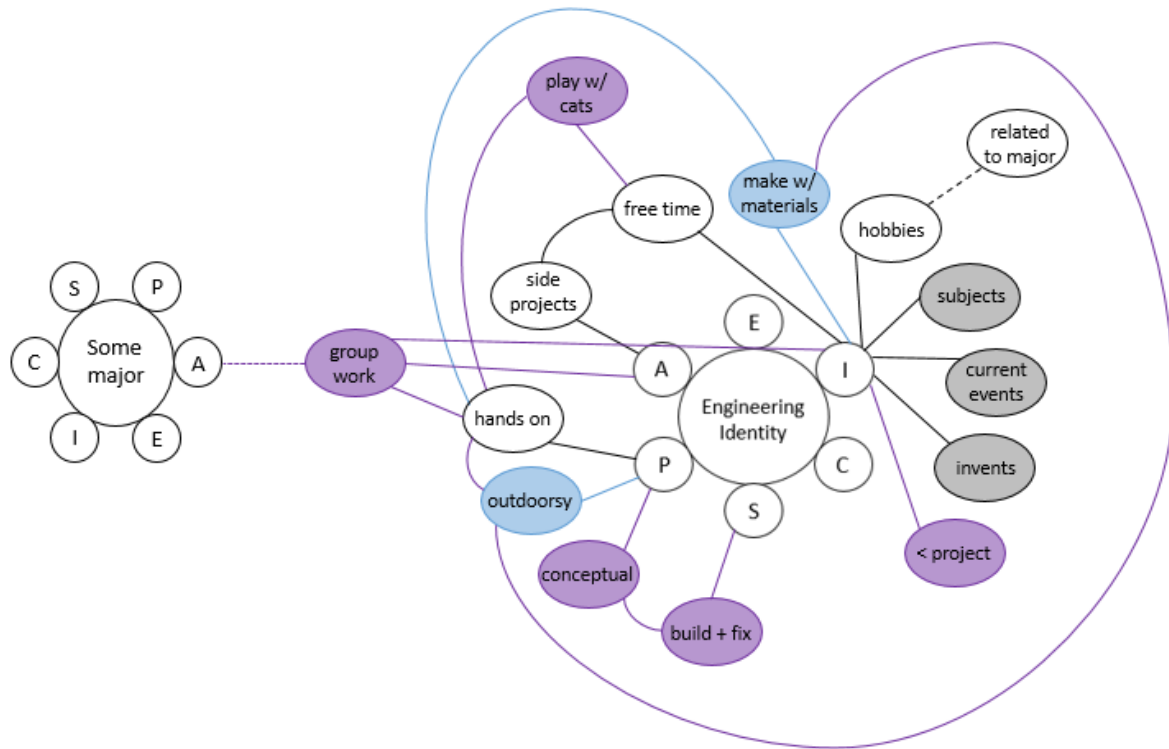 play w/
cats
related
to major
make w/
materials
free time
hobbies
side
projects
subjects
S
P
E
C
Some
major
A
group
work
A
I
current
events
Engineering
Identity
hands on
I
E
P
C
invents
outdoorsy
S
< project
conceptual
build + fix